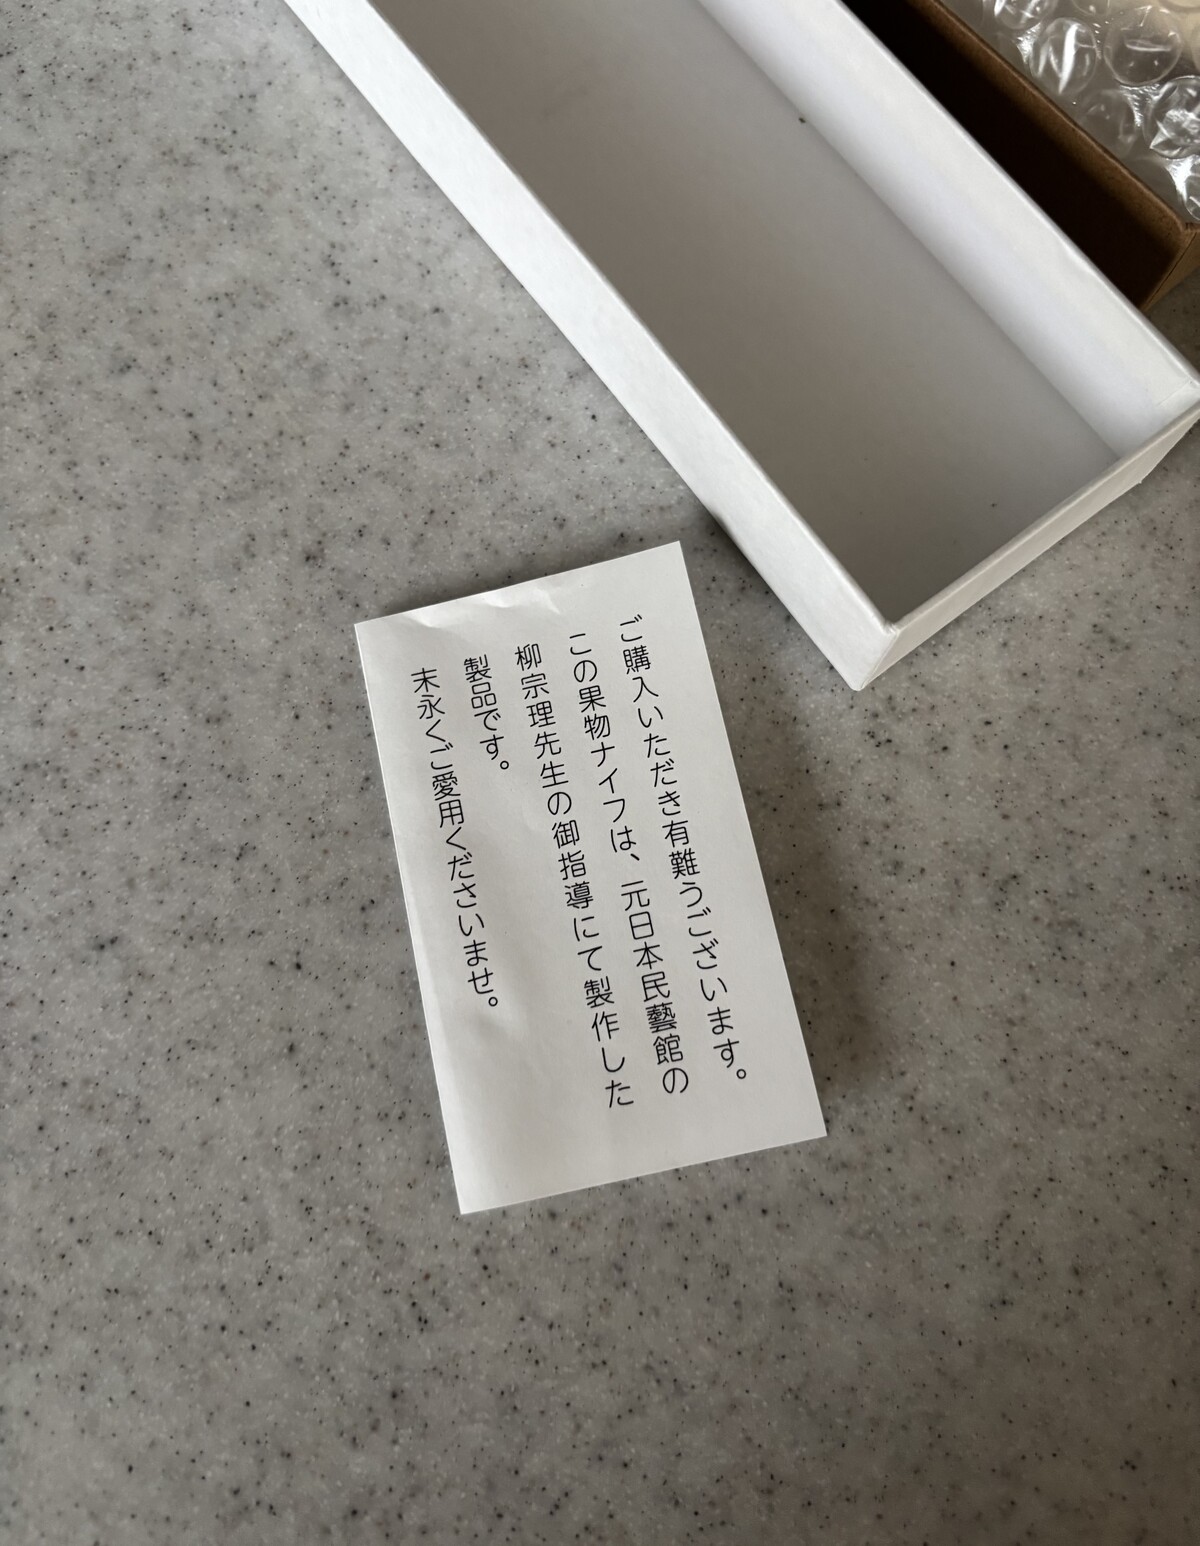 ご購入いただき有難うございます。
この果物ナイフは、元日本民藝館の
柳宗理先生の御指導にて製作した
製品です。
末永くご愛用くださいませ。